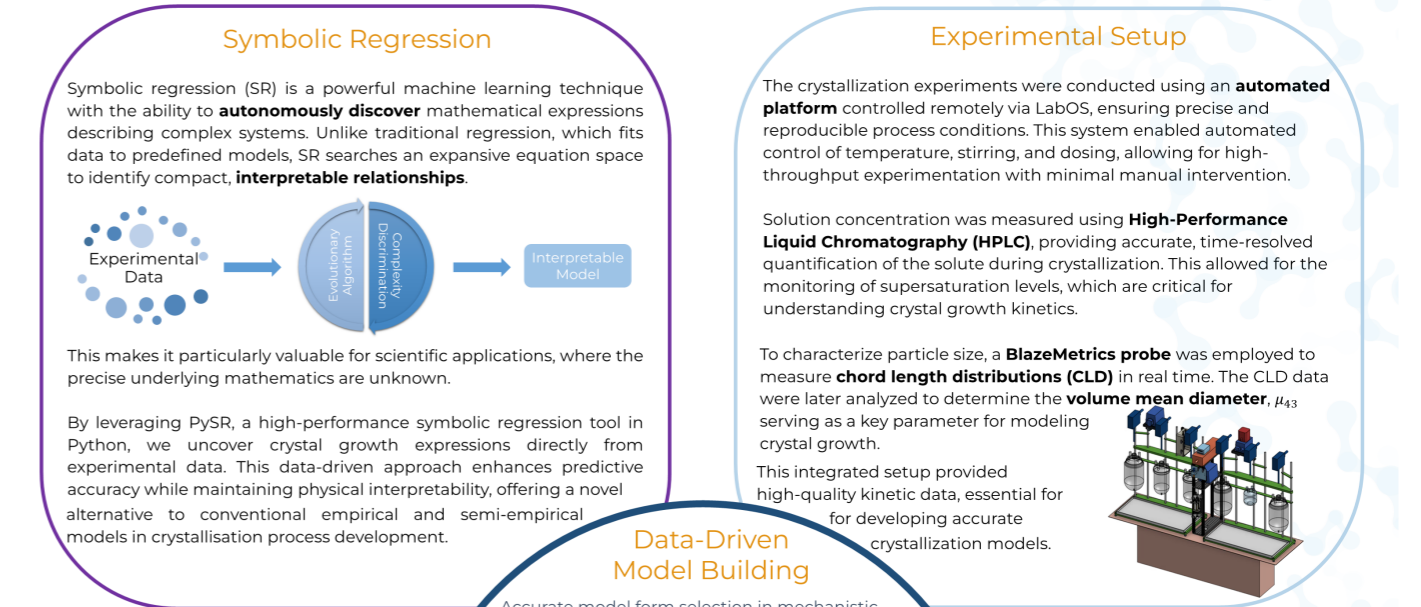 Symbolic Regression
Symbolic regression (SR) is a powerful machine learning technique
with the ability to autonomously discover mathematical expressions
describing complex systems. Unlike traditional regression, which fits
data to predefined models, SR searches an expansive equation space
to identify compact, interpretable relationships.
Experimental
Data
Evolutionary
Algorithm
Complexity
Discrimination
Interpretable
Model
This makes it particularly valuable for scientific applications, where the
precise underlying mathematics are unknown.
By leveraging PySR, a high-performance symbolic regression tool in
Python, we uncover crystal growth expressions directly from
experimental data. This data-driven approach enhances predictive
accuracy while maintaining physical interpretability, offering a novel
alternative to conventional empirical and semi-empirical
models in crystallisation process development.
Experimental Setup
The crystallization experiments were conducted using an automated
platform controlled remotely via LabOS, ensuring precise and
reproducible process conditions. This system enabled automated
control of temperature, stirring, and dosing, allowing for high-
throughput experimentation with minimal manual intervention.
Solution concentration was measured using High-Performance
Liquid Chromatography (HPLC), providing accurate, time-resolved
quantification of the solute during crystallization. This allowed for the
monitoring of supersaturation levels, which are critical for
understanding crystal growth kinetics.
To characterize particle size, a BlazeMetrics probe was employed to
measure chord length distributions (CLD) in real time. The CLD data
were later analyzed to determine the volume mean diameter, μ₄₃
serving as a key parameter for modeling
crystal growth.
This integrated setup provided
high-quality kinetic data, essential for
for developing accurate
crystallization models.
Data-Driven
Model Building
Accurate model form selection in mechanistic